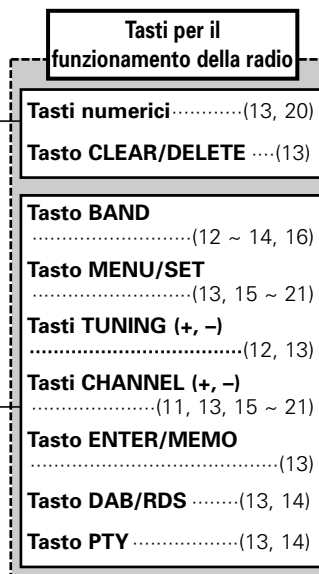 Tasti per il
funzionamento della radio
Tasti numerici············(13, 20)
Tasto CLEAR/DELETE ····(13)
Tasto BAND
··························(12 ~ 14, 16)
Tasto MENU/SET
··························(13, 15 ~ 21)
Tasti TUNING (+, –)
···································(12, 13)
Tasti CHANNEL (+, –)
····················(11, 13, 15 ~ 21)
Tasto ENTER/MEMO
·········································(13)
Tasto DAB/RDS ········(13, 14)
Tasto PTY ·················(13, 14)